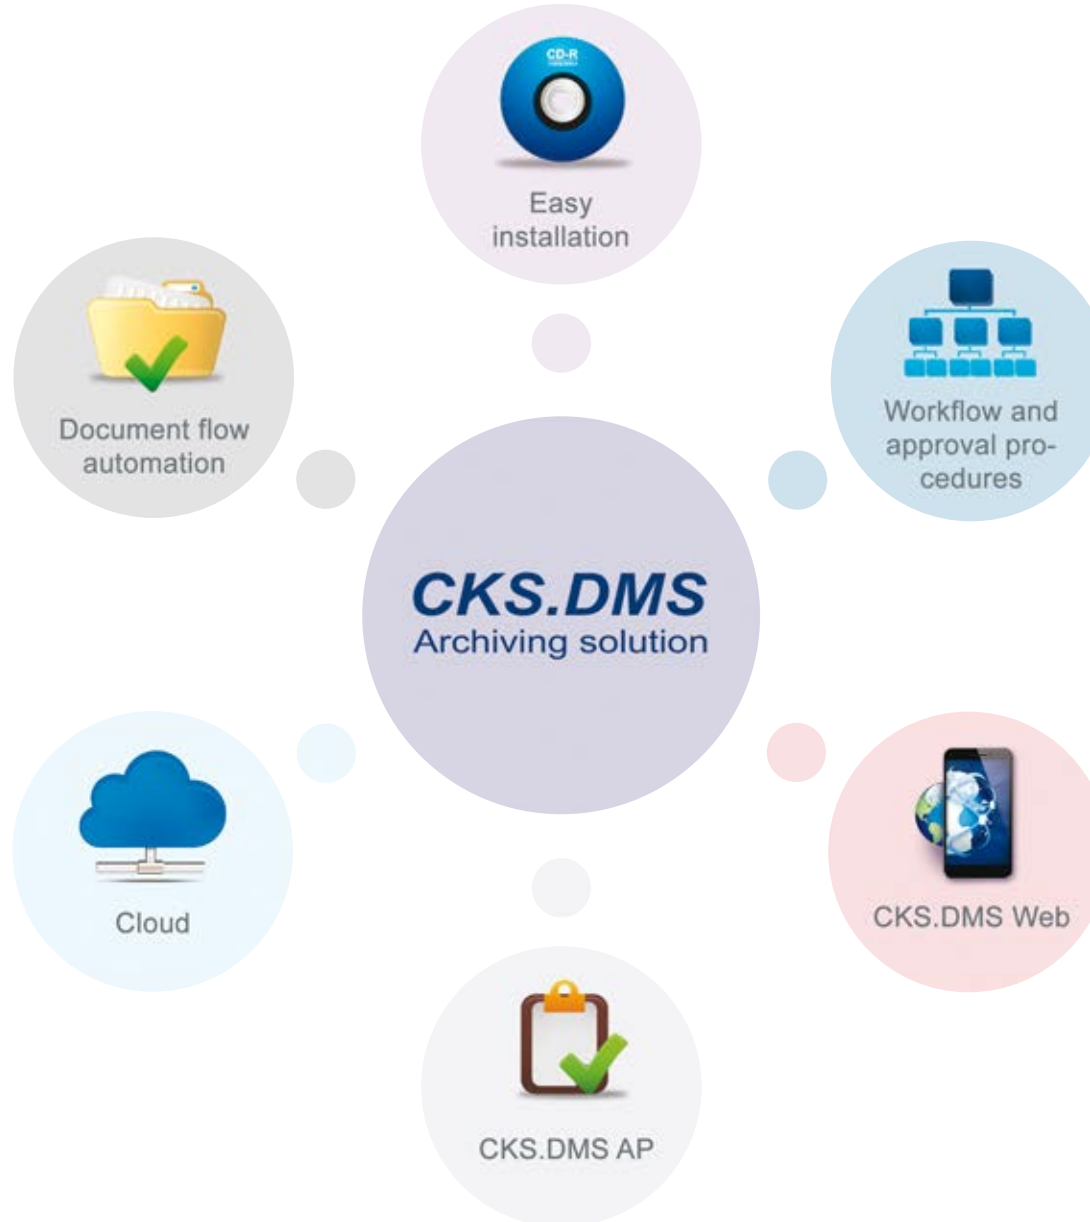 CD-R
Easy
installation
Document flow
automation
Workflow and
approval pro-
cedures
CKS.DMS
Archiving solution
Cloud
CKS.DMS Web
CKS.DMS AP